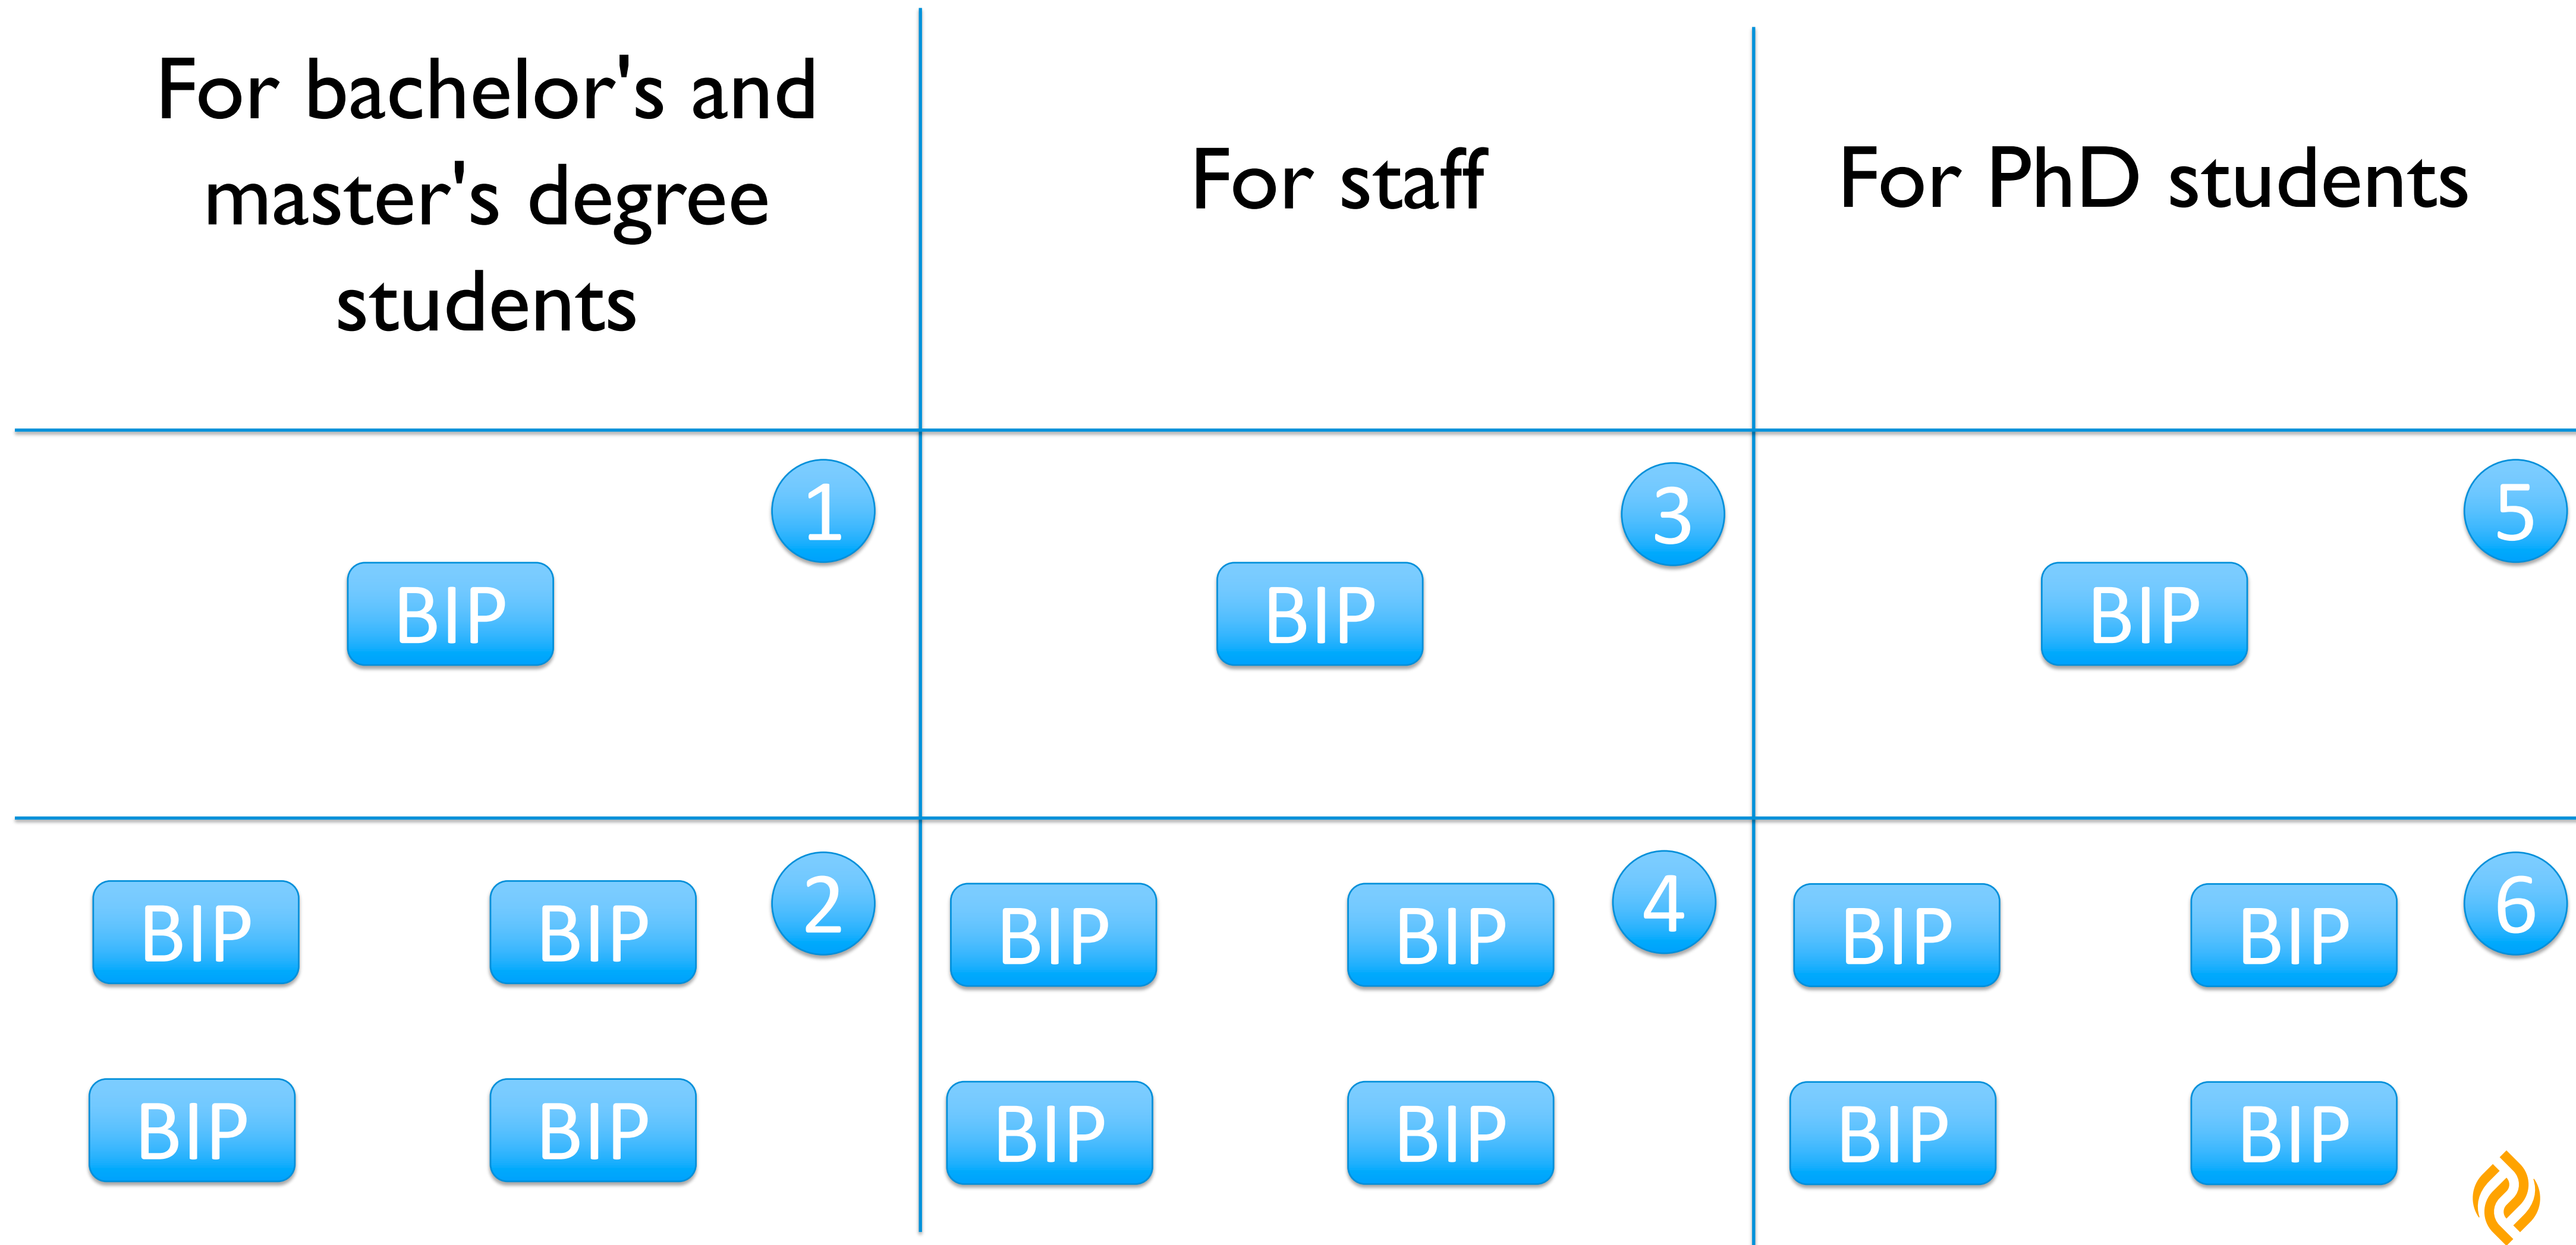 For bachelor's and
master's degree
students
For staff
For PhD students
1
BIP
3
BIP
5
BIP
2
BIP BIP
BIP BIP
4
BIP BIP
BIP BIP
6
BIP BIP
BIP BIP